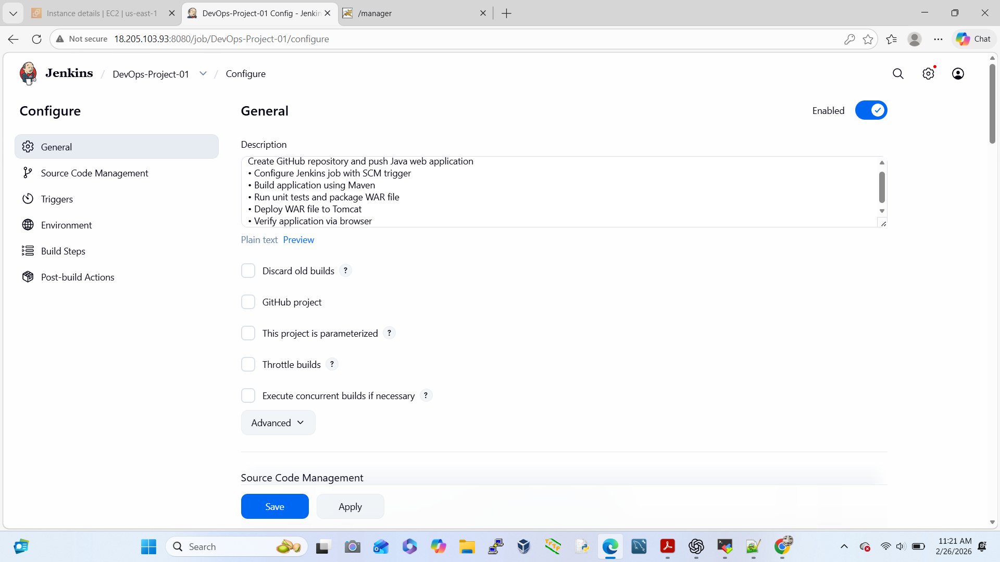 Instance details | EC2 | us-east-1
DevOps-Project-01 Config - Jenkin
/manager
Not secure
18.205.103.93:8080/job/DevOps-Project-01/configure
Chat
Jenkins / DevOps-Project-01 / Configure
Configure
General
Source Code Management
Triggers
Environment
Build Steps
Post-build Actions
General
Enabled
Description
Create GitHub repository and push Java web application
• Configure Jenkins job with SCM trigger
• Build application using Maven
• Run unit tests and package WAR file
• Deploy WAR file to Tomcat
• Verify application via browser
Plain text Preview
Discard old builds ?
GitHub project
This project is parameterized ?
Throttle builds ?
Execute concurrent builds if necessary ?
Advanced
Source Code Management
Save
Apply
Search
TFTP
11:21 AM
2/26/2026